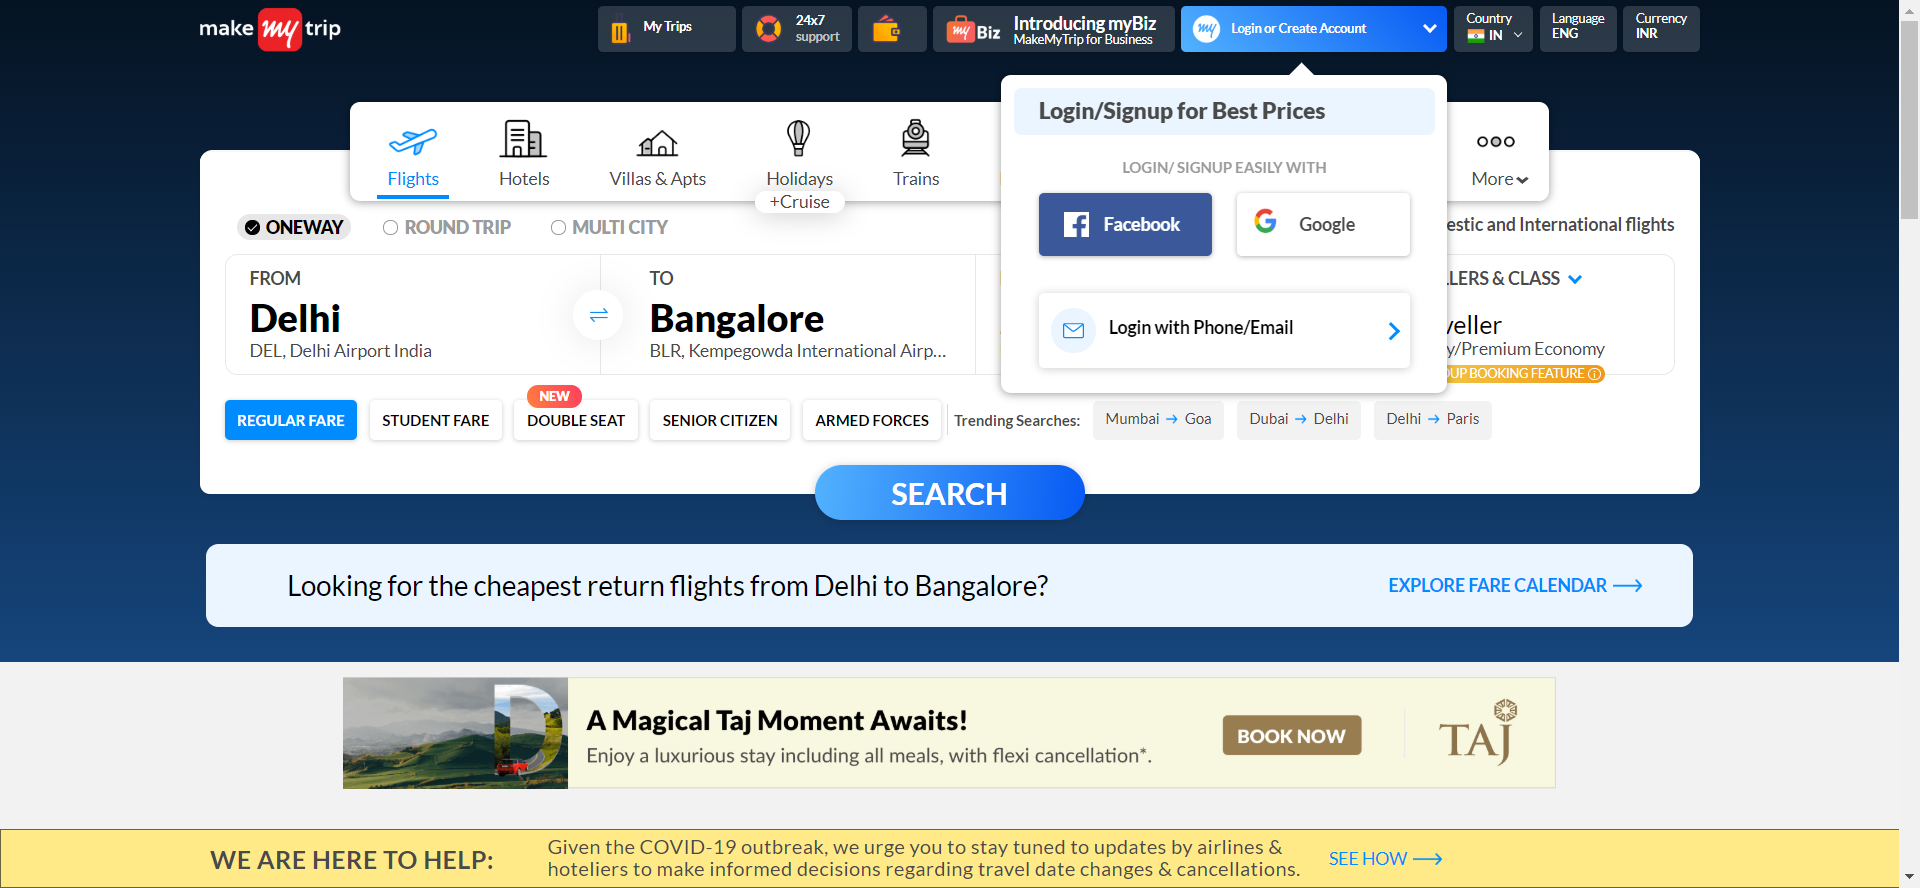 make my trip
My Trips
24x7
support
my Biz
Introducing myBiz
MakeMyTrip for Business
my
Login or Create Account
Country
IN
Language
ENG
Currency
INR
Login/Signup for Best Prices
LOGIN/ SIGNUP EASILY WITH
Facebook
Google
Login with Phone/Email
Flights
Hotels
Villas & Apts
Holidays
+Cruise
Trains
More
ONEWAY
ROUND TRIP
MULTI CITY
estic and International flights
FROM
Delhi
DEL, Delhi Airport India
TO
Bangalore
BLR, Kempegowda International Airp...
LLERS & CLASS
veller
y/Premium Economy
UP BOOKING FEATURE
REGULAR FARE
STUDENT FARE
NEW
DOUBLE SEAT
SENIOR CITIZEN
ARMED FORCES
Trending Searches:
Mumbai → Goa
Dubai → Delhi
Delhi → Paris
SEARCH
Looking for the cheapest return flights from Delhi to Bangalore?
EXPLORE FARE CALENDAR
D
A Magical Taj Moment Awaits!
Enjoy a luxurious stay including all meals, with flexi cancellation*.
BOOK NOW
TAJ
WE ARE HERE TO HELP:
Given the COVID-19 outbreak, we urge you to stay tuned to updates by airlines &
hoteliers to make informed decisions regarding travel date changes & cancellations.
SEE HOW